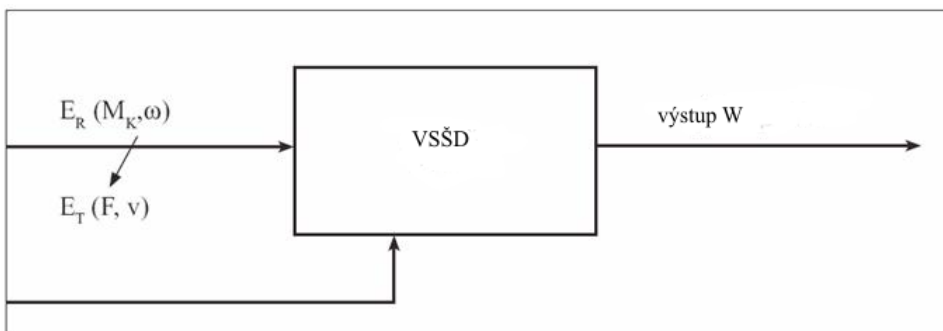 E_R (M_K,ω)
E_T (F, v)
VSŠD
výstup W